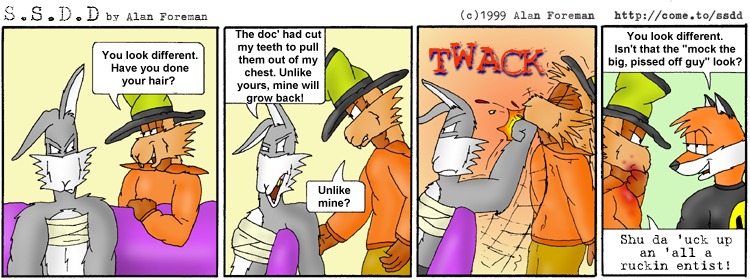 S.S.D.D by Alan Foreman
(c)1999 Alan Foreman
http://come.to/ssdd
You look different.
Have you done
your hair?
The doc' had cut
my teeth to pull
them out of my
chest. Unlike
yours, mine will
grow back!
Unlike
mine?
TWACK
You look different.
Isn't that the "mock the
big, pissed off guy" look?
Shu da 'uck up
an 'all a
ruckin entist!